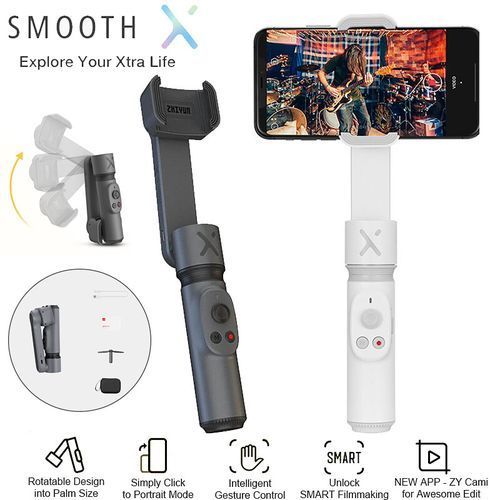 SMOOTH X
Explore Your Xtra Life
ZHIYUN
VIDEO
X
X
X
Rotatable Design
into Palm Size
Simply Click
to Portrait Mode
Intelligent
Gesture Control
SMART
Unlock
SMART Filmmaking
NEW APP - ZY Cami
for Awesome Edit